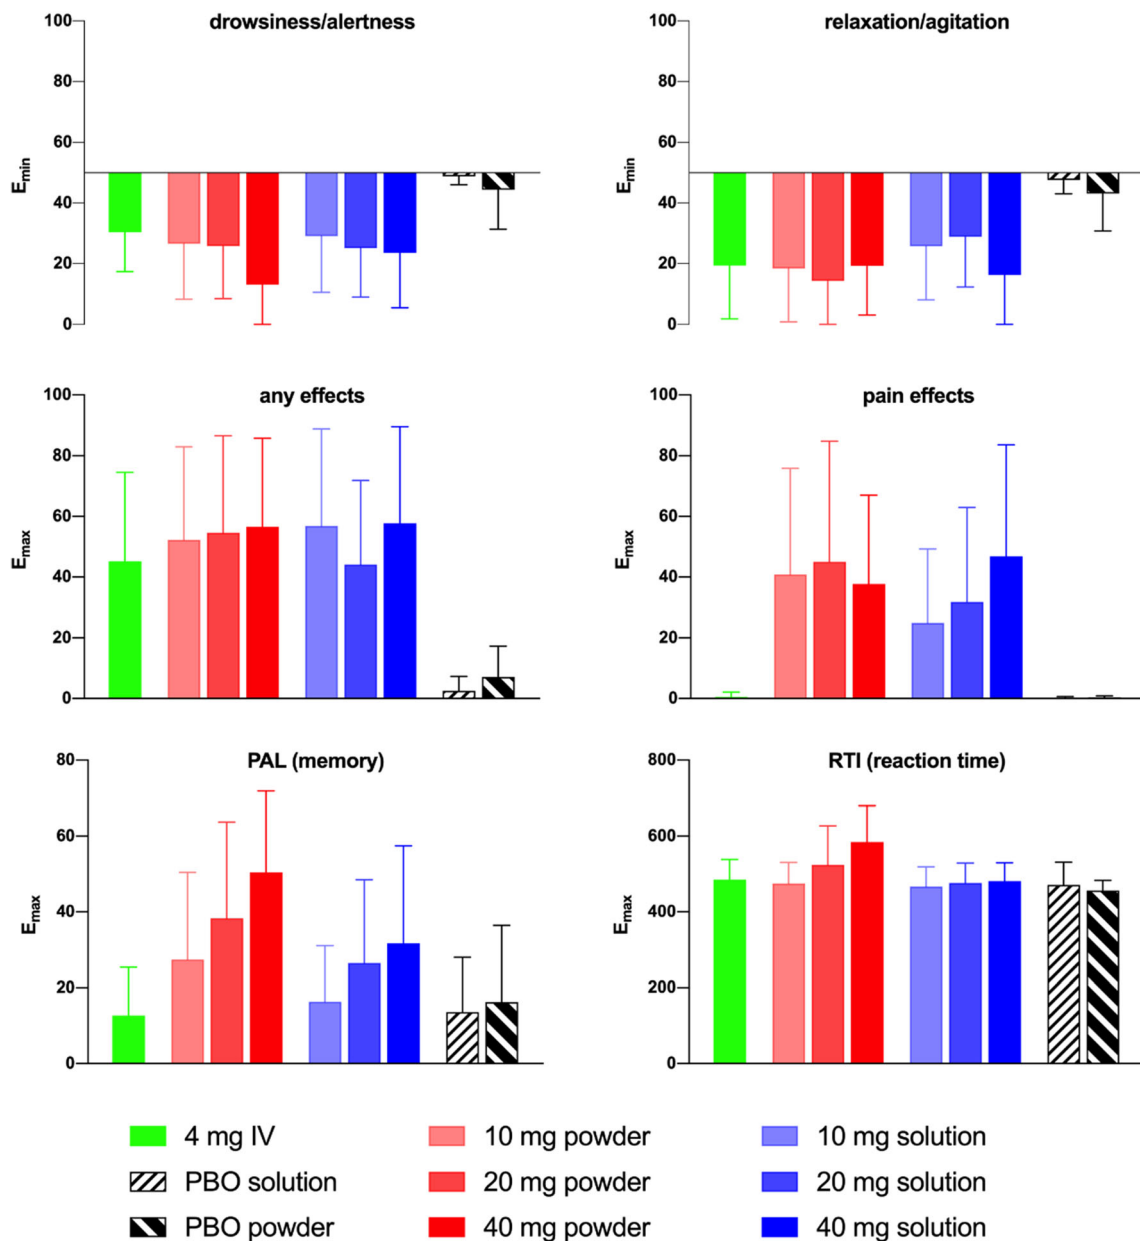 drowsiness/alertness
100
80
60
40
20
0
Emin
relaxation/agitation
100
80
60
40
20
0
Emin
any effects
100
80
60
40
20
0
Emax
pain effects
100
80
60
40
20
0
Emax
PAL (memory)
80
60
40
20
0
Emax
RTI (reaction time)
800
600
400
200
0
Emax
4 mg IV
10 mg powder
10 mg solution
PBO solution
20 mg powder
20 mg solution
PBO powder
40 mg powder
40 mg solution